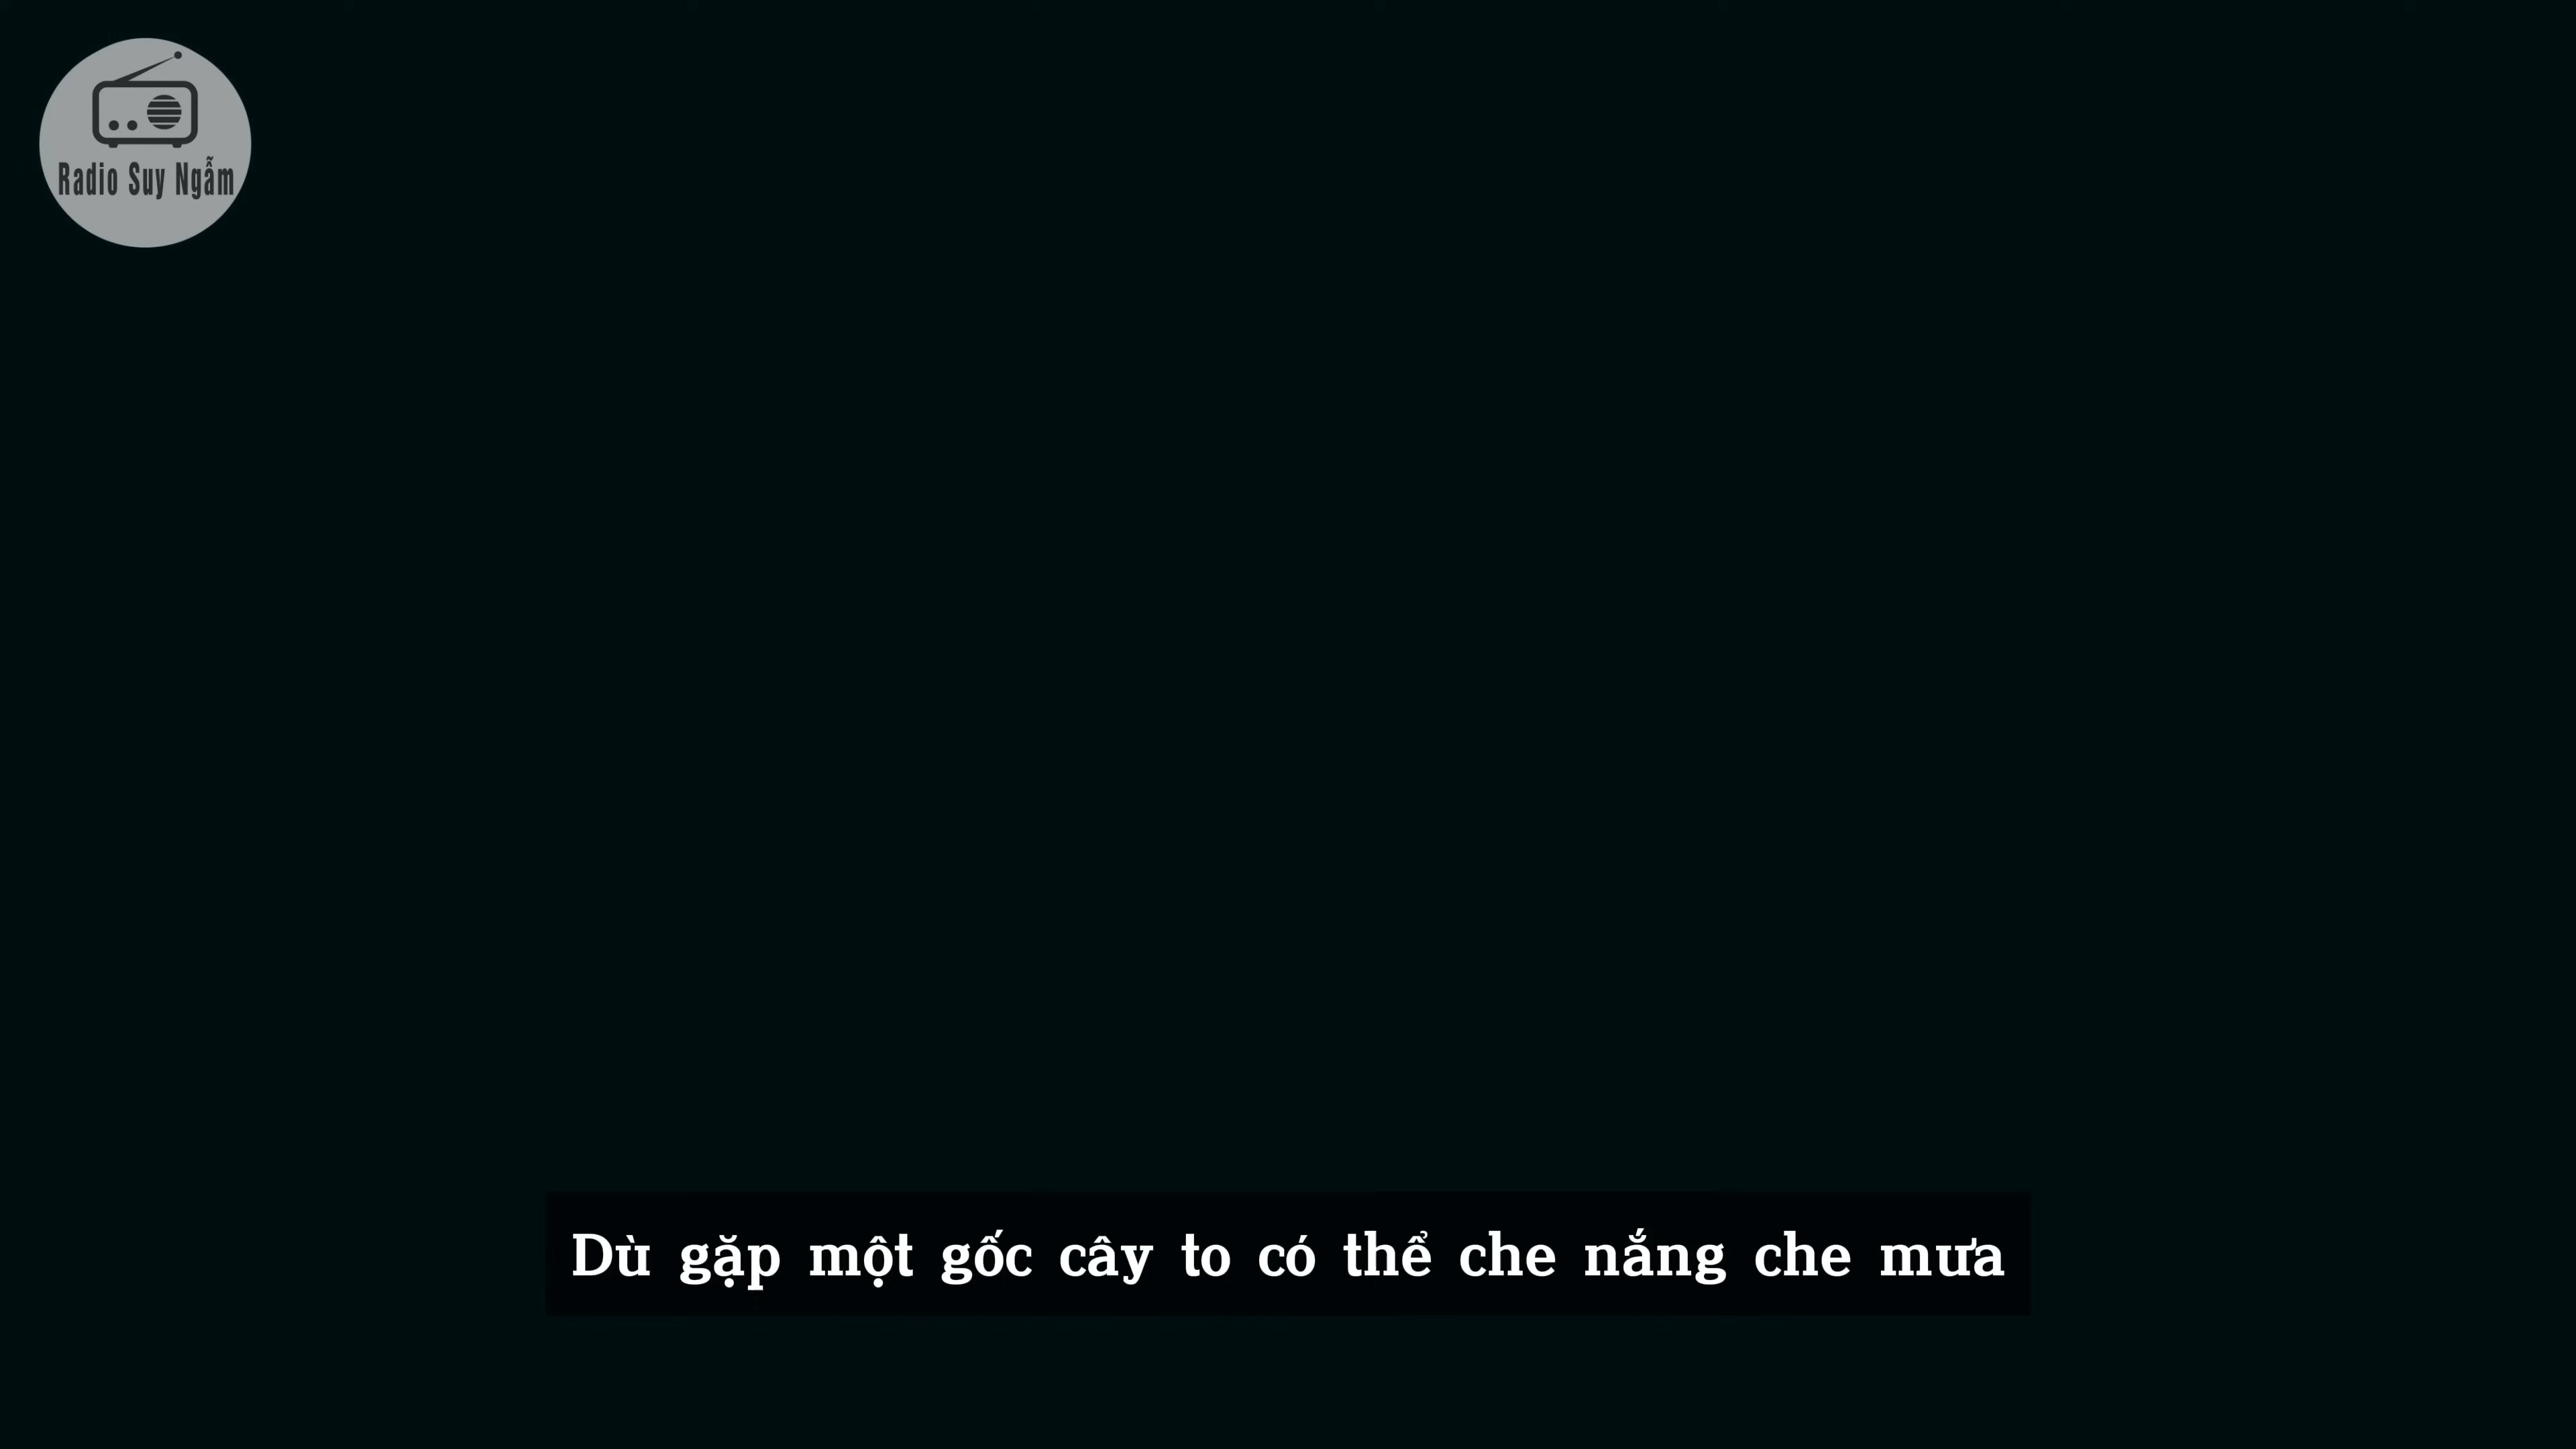 Radio Suy Ngẫm
Dù gặp một gốc cây to có thể che nắng che mưa